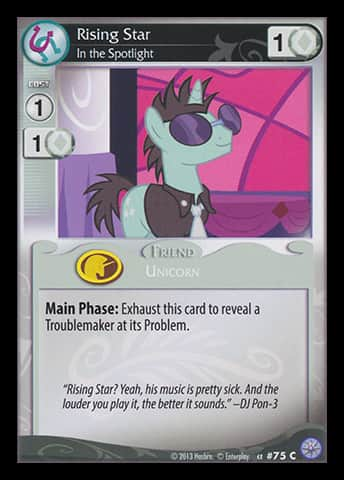 Rising Star
In the Spotlight
1
COST
1
1
FRIEND
UNICORN
Main Phase: Exhaust this card to reveal a
Troublemaker at its Problem.
“Rising Star? Yeah, his music is pretty sick. And the
louder you play it, the better it sounds.” –DJ Pon-3
© 2013 Hasbro. © Enterplay. α #75 C